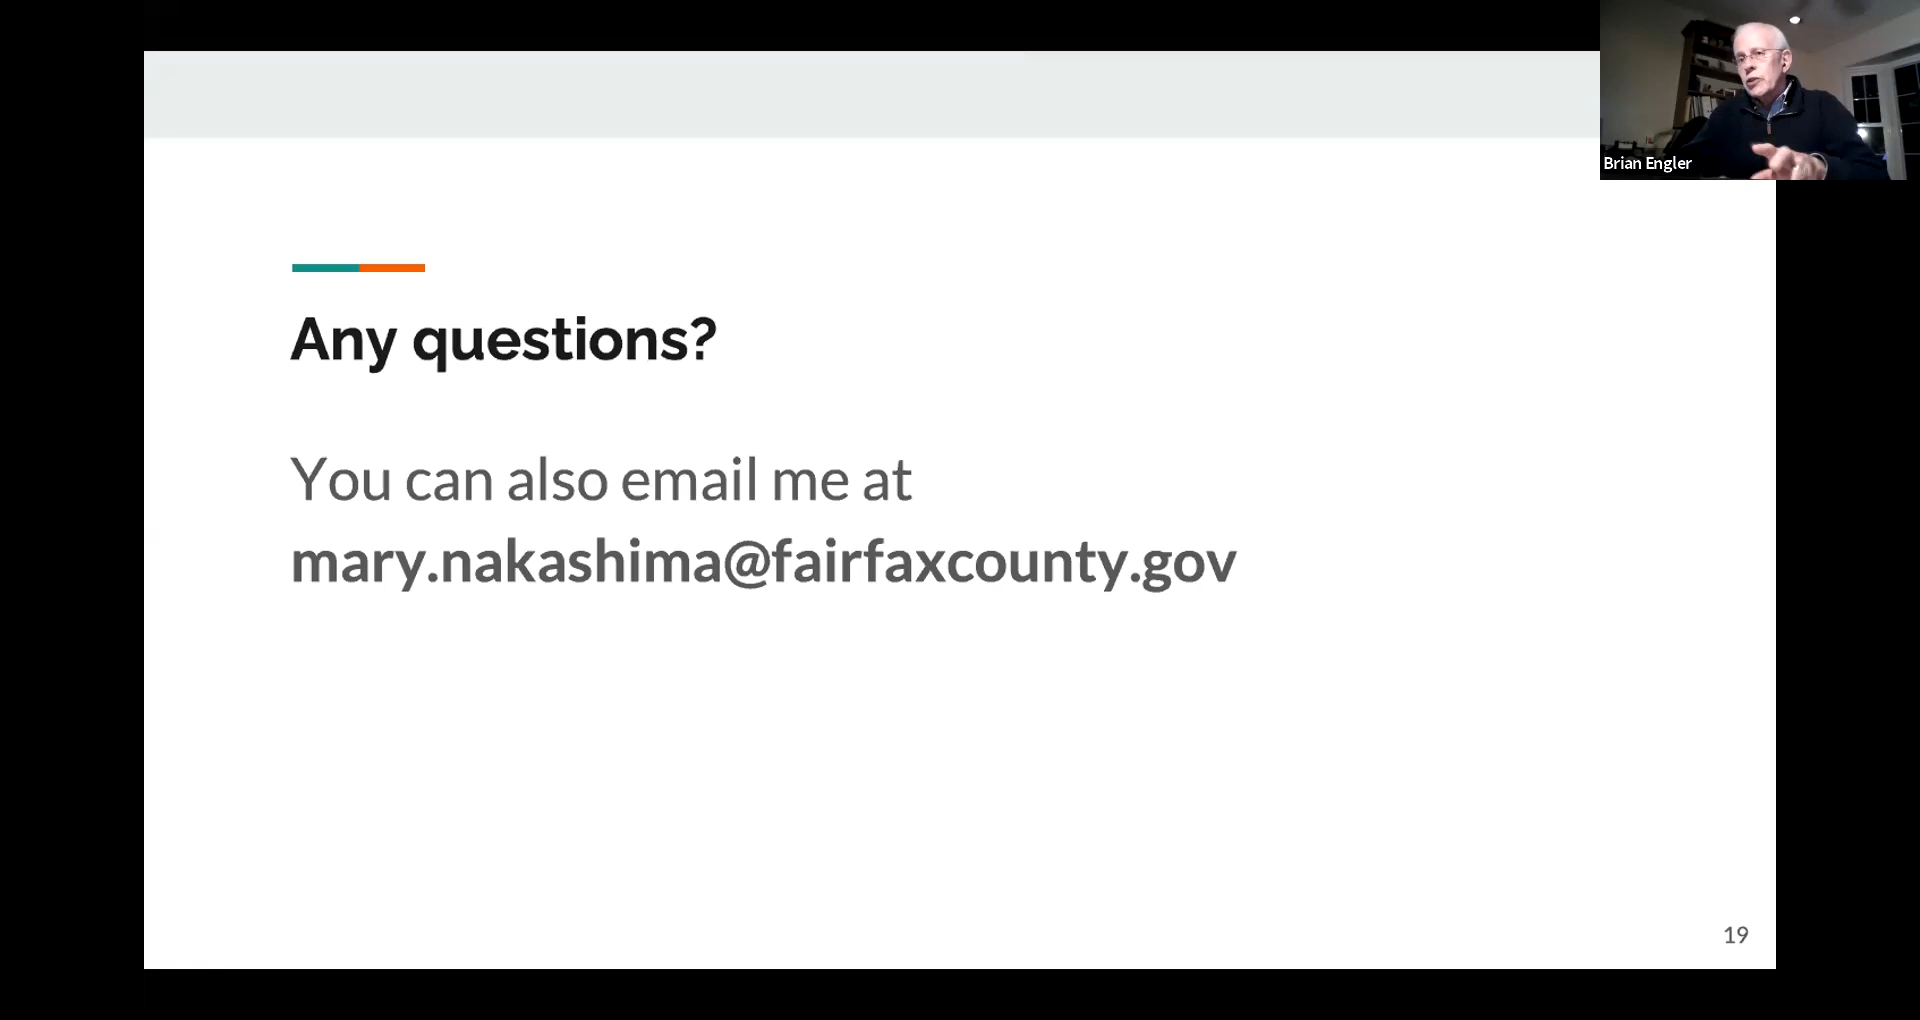 Brian Engler
Any questions?
You can also email me at
mary.nakashima@fairfaxcounty.gov
19